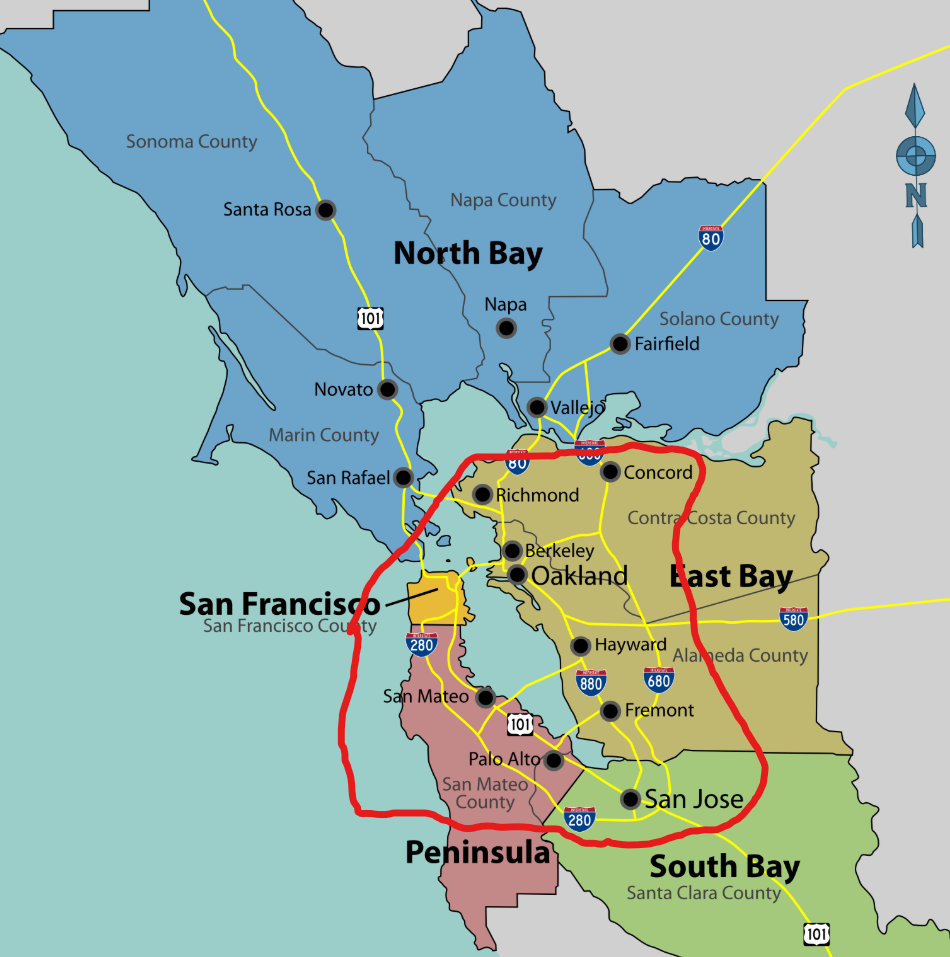 Sonoma County
Napa County
Santa Rosa
80
N
North Bay
Napa
101
Solano County
Fairfield
Novato
Vallejo
Marin County
80
San Rafael
Concord
Richmond
Contra Costa County
Berkeley
Oakland
East Bay
San Francisco
San Francisco County
580
280
Hayward
Alameda County
880
680
San Mateo
Fremont
101
Palo Alto
San Mateo
County
San Jose
280
Peninsula
South Bay
Santa Clara County
101